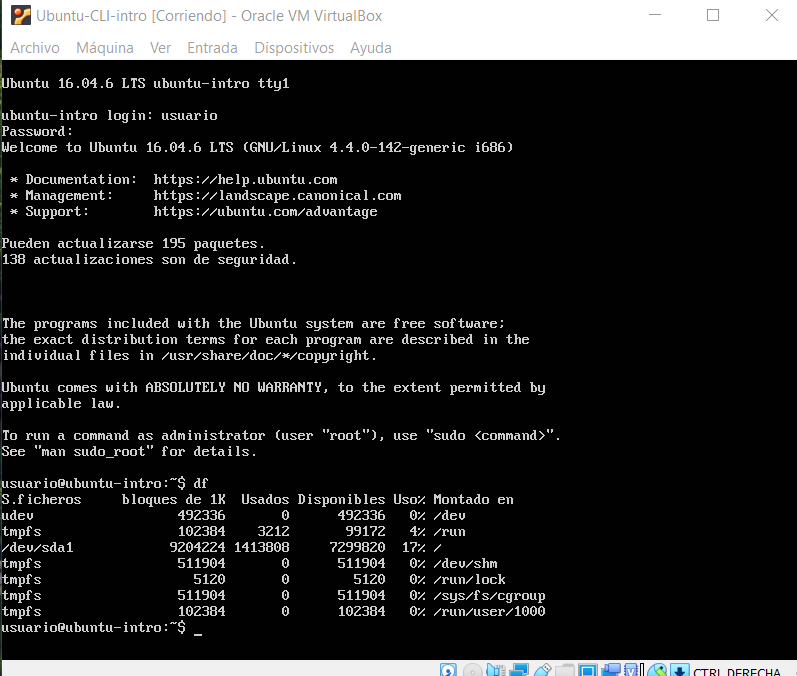 Ubuntu-CLI-intro [Corriendo] - Oracle VM VirtualBox
Archivo Máquina Ver Entrada Dispositivos Ayuda
Ubuntu 16.04.6 LTS ubuntu-intro tty1
ubuntu-intro login: usuario
Password:
Welcome to Ubuntu 16.04.6 LTS (GNU/Linux 4.4.0-142-generic i686)
* Documentation: https://help.ubuntu.com
* Management: https://landscape.canonical.com
* Support: https://ubuntu.com/advantage
Pueden actualizarse 195 paquetes.
138 actualizaciones son de seguridad.
The programs included with the Ubuntu system are free software;
the exact distribution terms for each program are described in the
individual files in /usr/share/doc/*/copyright.
Ubuntu comes with ABSOLUTELY NO WARRANTY, to the extent permitted by
applicable law.
To run a command as administrator (user "root"), use "sudo <command>".
See "man sudo_root" for details.
usuario@ubuntu-intro:~$ df
S.ficheros bloques de 1K Usados Disponibles Uso% Montado en
udev 492336 0 492336 0% /dev
tmpfs 102384 3212 99172 4% /run
/dev/sda1 9204224 1413808 7299820 17% /
tmpfs 511904 0 511904 0% /dev/shm
tmpfs 5120 0 5120 0% /run/lock
tmpfs 511904 0 511904 0% /sys/fs/cgroup
tmpfs 102384 0 102384 0% /run/user/1000
usuario@ubuntu-intro:~$ _
CTRL DERECHA